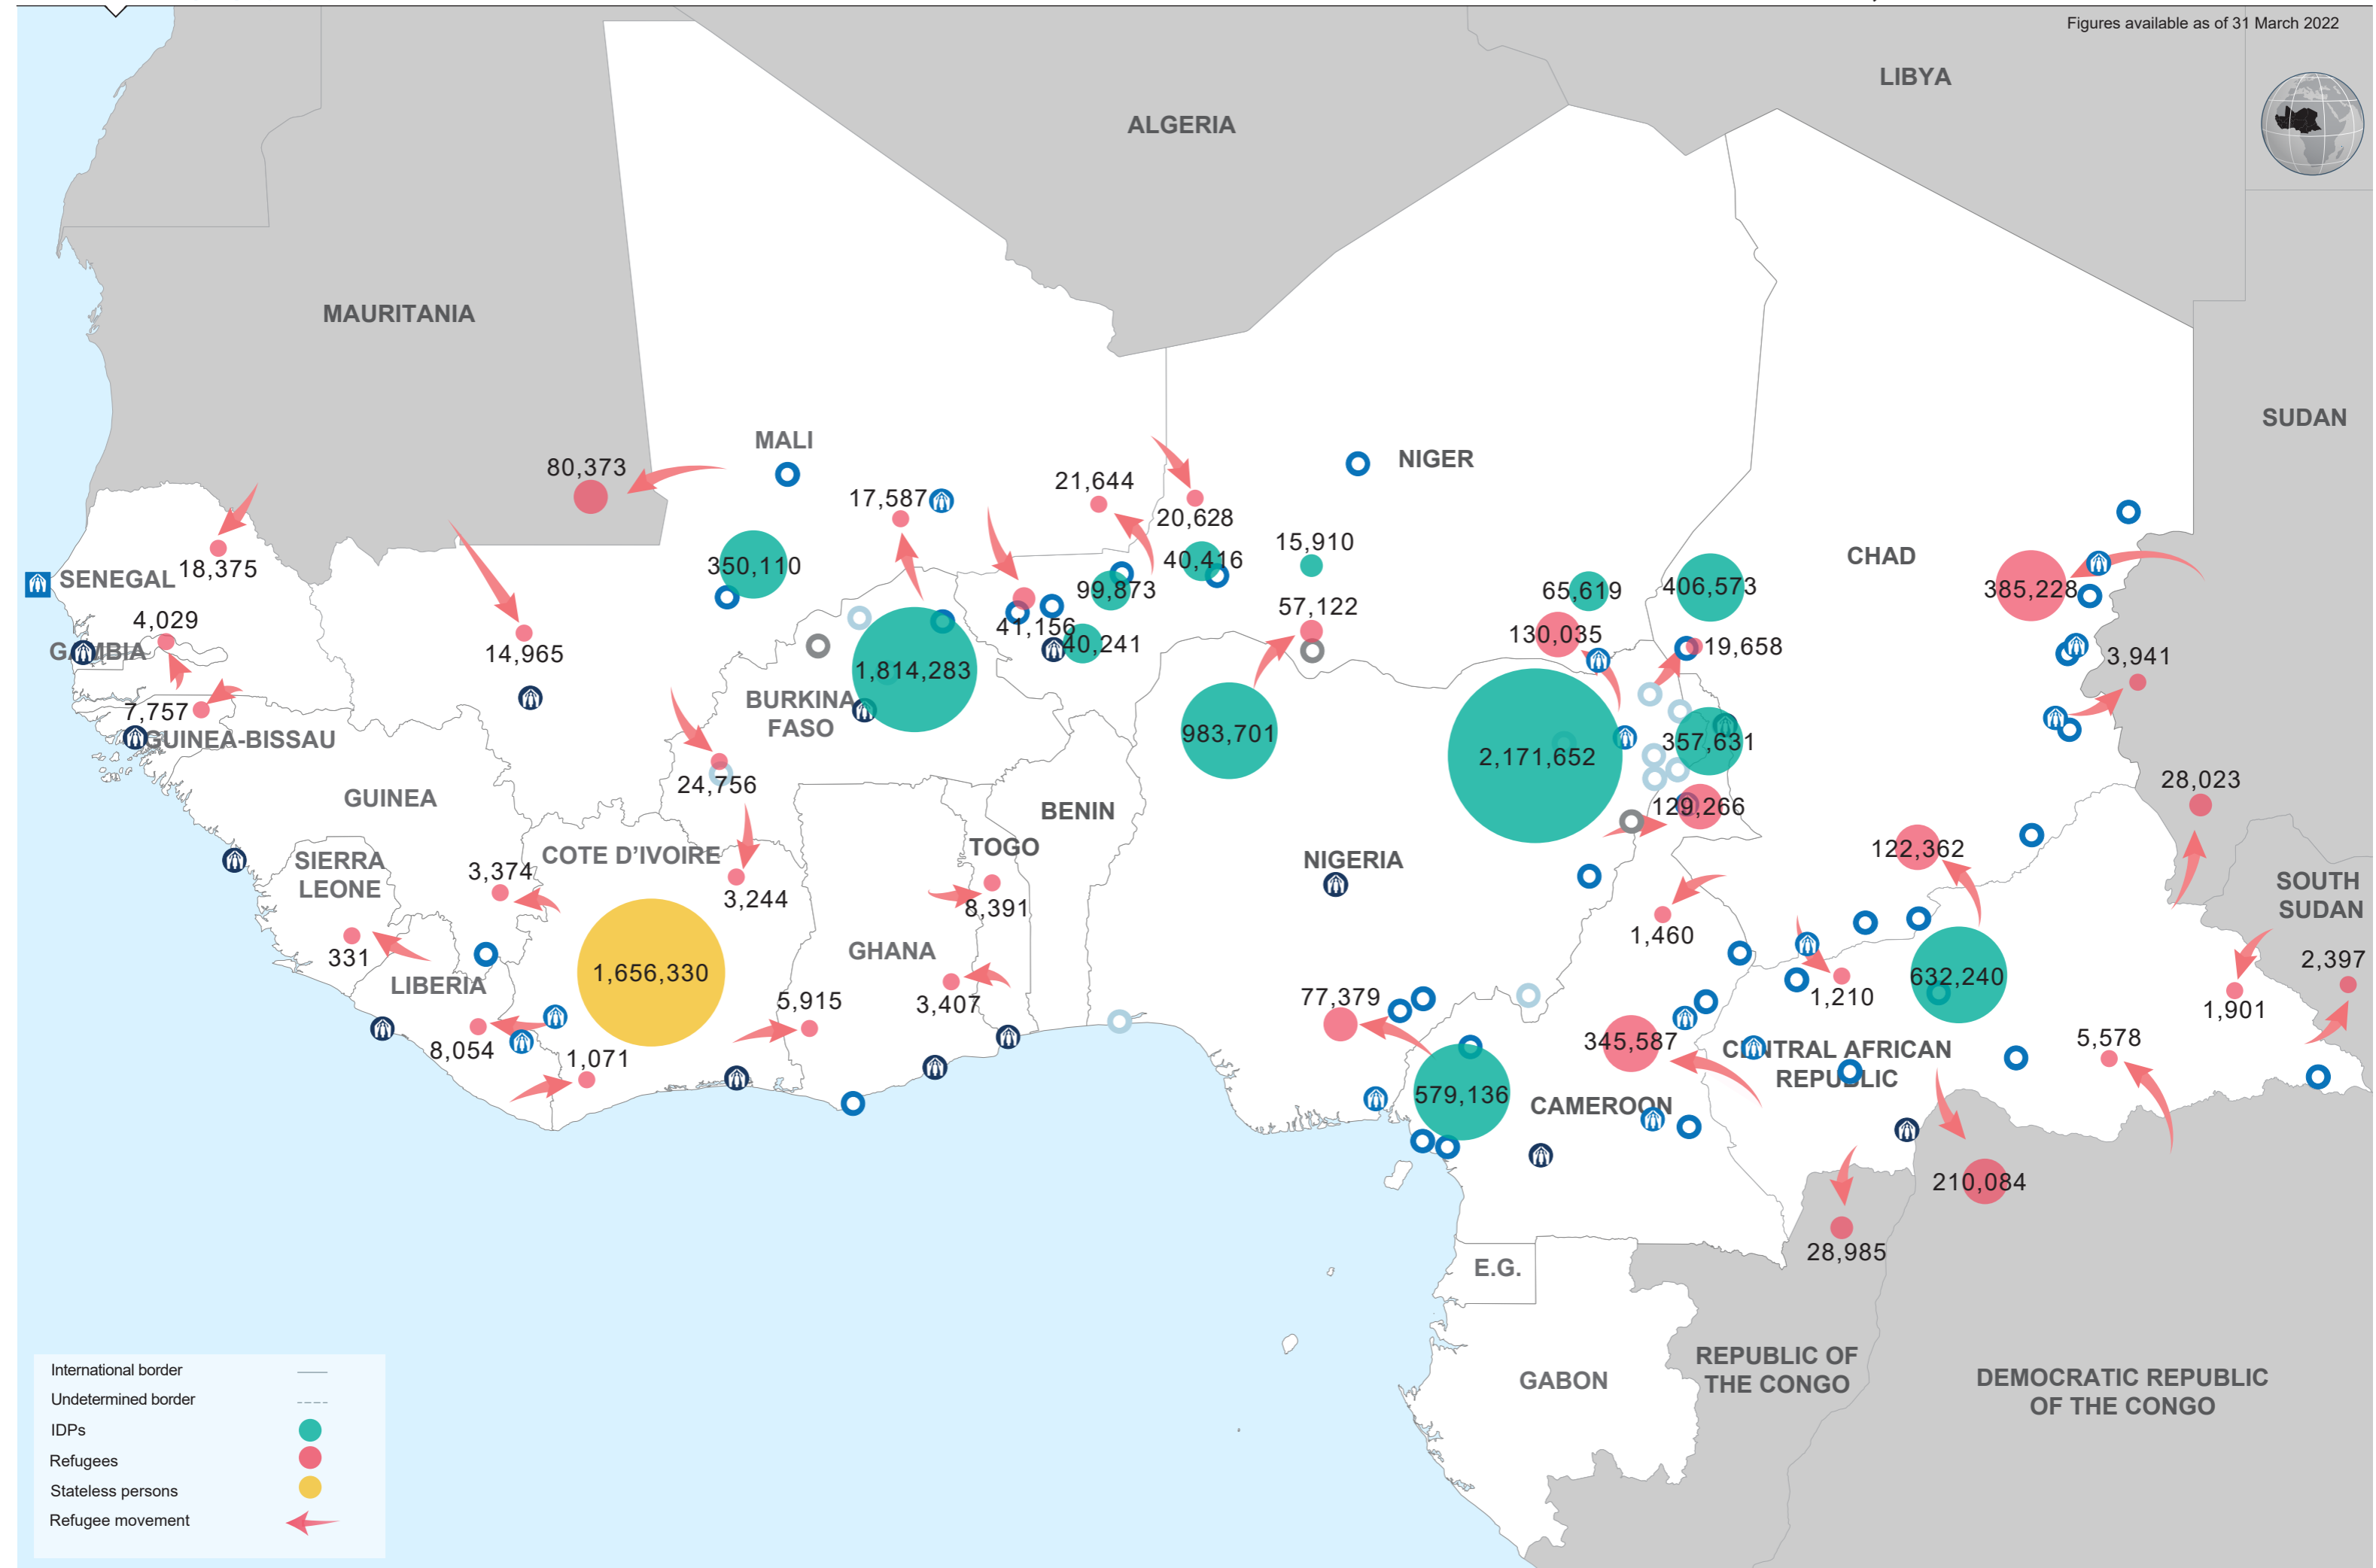 Figures available as of 31 March 2022
LIBYA
ALGERIA
MAURITANIA
SUDAN
MALI
NIGER
80,373
21,644
17,587
20,628
15,910
CHAD
350,110
40,416
18,375
SENEGAL
99,873
65,619
406,573
385,228
57,122
4,029
41,156
130,035
GAMBIA
40,241
19,658
14,965
3,941
1,814,283
BURKINA
FASO
7,757
GUINEA-BISSAU
983,701
2,171,652
357,631
24,756
28,023
GUINEA
129,266
BENIN
TOGO
122,362
COTE D'IVOIRE
SIERRA
LEONE
NIGERIA
3,374
3,244
8,391
SOUTH
SUDAN
1,460
331
GHANA
2,397
LIBERIA
1,656,330
632,240
5,915
3,407
77,379
1,210
1,901
8,054
1,071
345,587
CENTRAL AFRICAN
REPUBLIC
5,578
579,136
CAMEROON
210,084
28,985
E.G.
GABON
REPUBLIC OF
THE CONGO
DEMOCRATIC REPUBLIC
OF THE CONGO
International border
Undetermined border
IDPs
Refugees
Stateless persons
Refugee movement